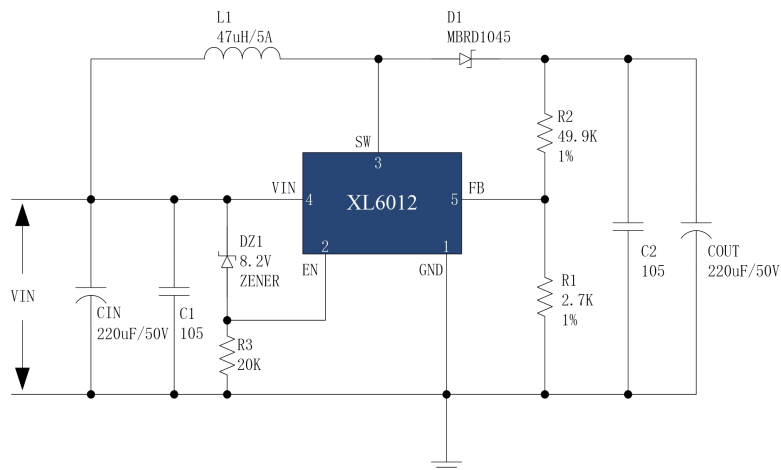 L1
47uH/5A
D1
MBRD1045
SW
3
R2
49.9K
1%
VIN
4
XL6012
5
FB
DZ1
8.2V
ZENER
2
EN
1
GND
VIN
CIN
220uF/50V
C1
105
R3
20K
R1
2.7K
1%
C2
105
COUT
220uF/50V